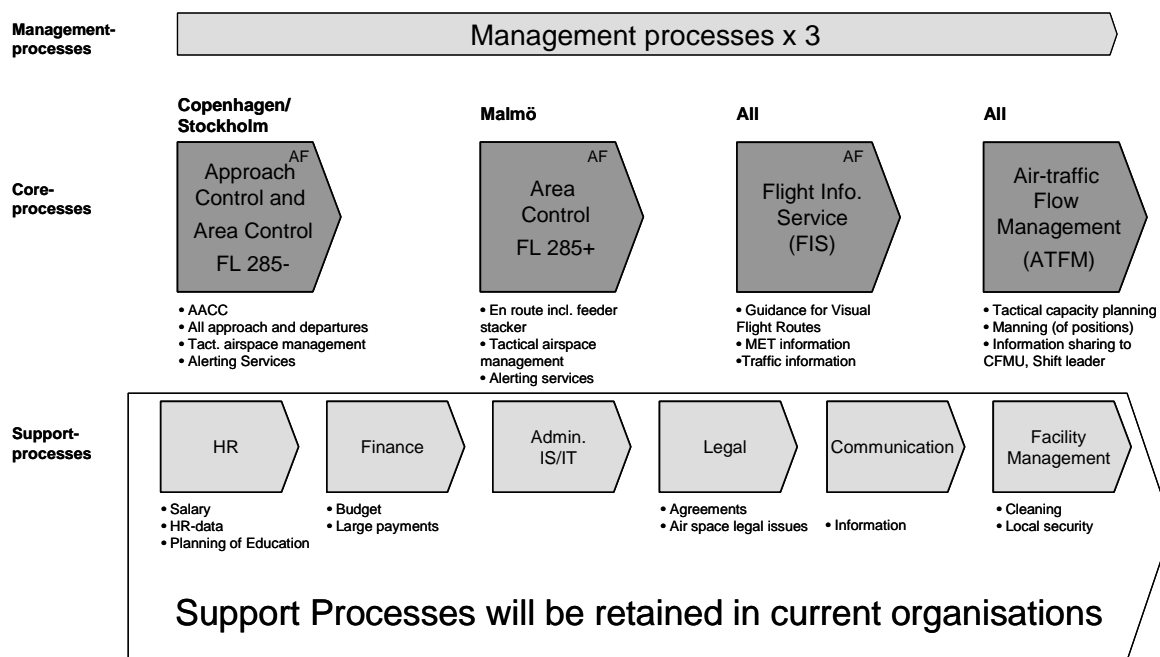 Management-
processes
Management processes x 3
Copenhagen/
Stockholm
Malmö
All
All
Core-
processes
AF
Approach
Control and
Area Control
FL 285-
AF
Area
Control
FL 285+
AF
Flight Info.
Service
(FIS)
Air-traffic
Flow
Management
(ATFM)
• AACC
• All approach and departures
• Tact. airspace management
• Alerting Services
• En route incl. feeder
stacker
• Tactical airspace
management
• Alerting services
• Guidance for Visual
Flight Routes
• MET information
•Traffic information
• Tactical capacity planning
• Manning (of positions)
• Information sharing to
CFMU, Shift leader
Support-
processes
HR
Finance
Admin.
IS/IT
Legal
Communication
Facility
Management
• Salary
• HR-data
• Planning of Education
• Budget
• Large payments
• Agreements
• Air space legal issues
• Information
• Cleaning
• Local security
Support Processes will be retained in current organisations